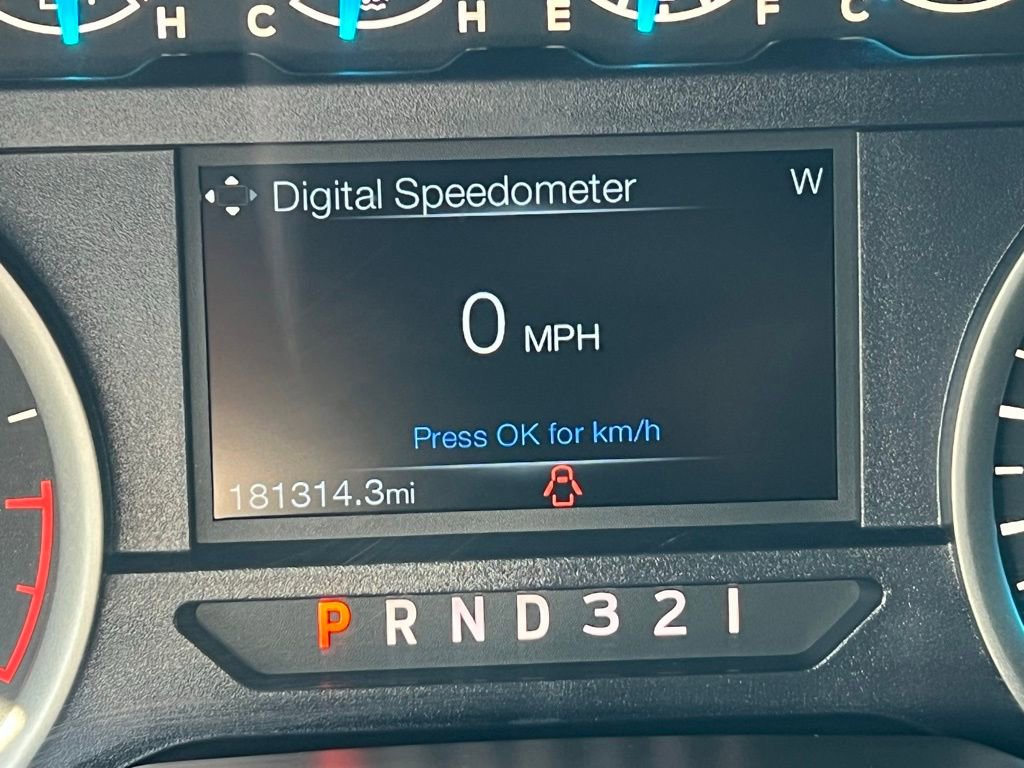 H C H E F C
Digital Speedometer W
0 MPH
Press OK for km/h
181314.3mi
P R N D 3 2 1